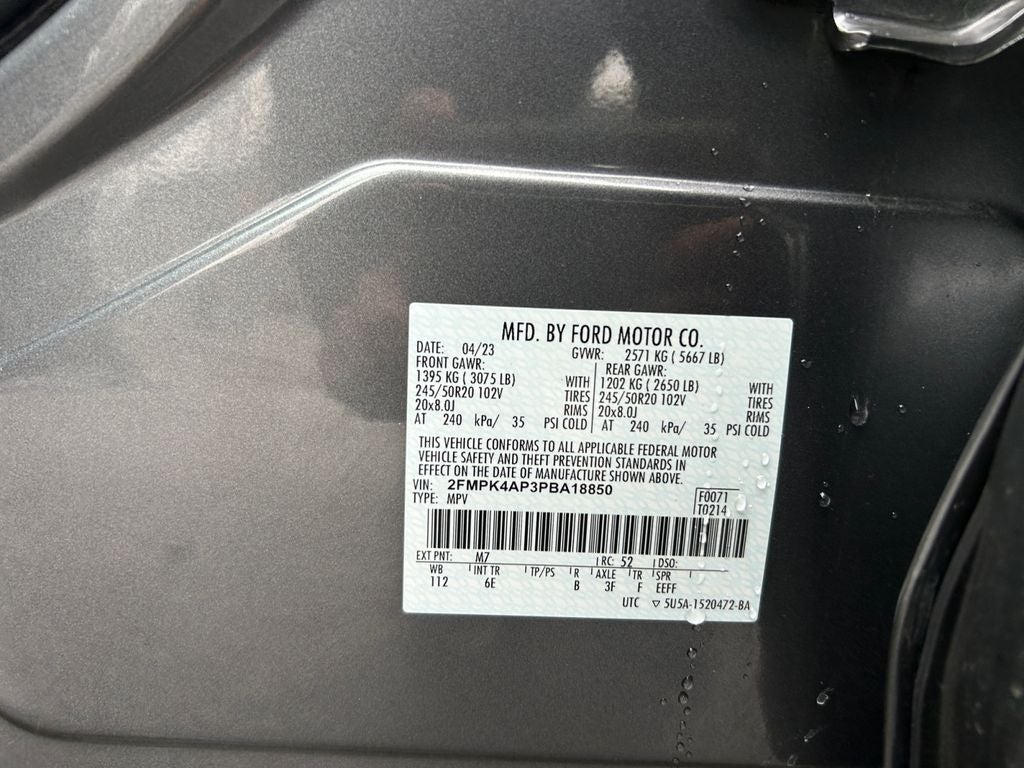 MFD. BY FORD MOTOR CO.
DATE: 04/23 GVWR: 2571 KG ( 5667 LB)
FRONT GAWR: REAR GAWR:
1395 KG ( 3075 LB) WITH 1202 KG ( 2650 LB) WITH
245/50R20 102V TIRES 245/50R20 102V TIRES
20x8.0J RIMS 20x8.0J RIMS
AT 240 kPa/ 35 PSI COLD AT 240 kPa/ 35 PSI COLD
THIS VEHICLE CONFORMS TO ALL APPLICABLE FEDERAL MOTOR
VEHICLE SAFETY AND THEFT PREVENTION STANDARDS IN
EFFECT ON THE DATE OF MANUFACTURE SHOWN ABOVE.
VIN: 2FMPK4AP3PBA18850
TYPE: MPV
F0071
T0214
EXT PNT: M7 RC: 52 DSO:
WB INT TR TP/PS R AXLE TR SPR
112 6E B 3F F EEFF
UTC ▽ 5U5A-1520472-BA